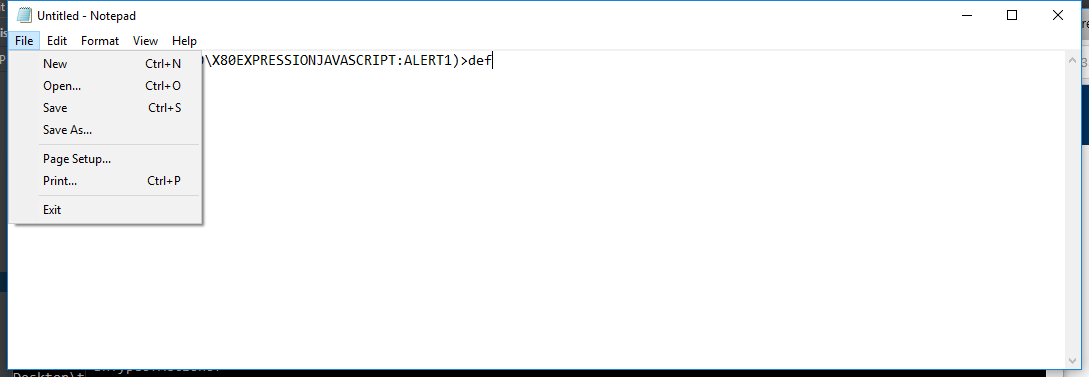 Untitled - Notepad
File Edit Format View Help
New Ctrl+N
\X80EXPRESSIONJAVASCRIPT:ALERT1)>def
Open... Ctrl+O
Save Ctrl+S
Save As...
Page Setup...
Print... Ctrl+P
Exit
Desktop\t